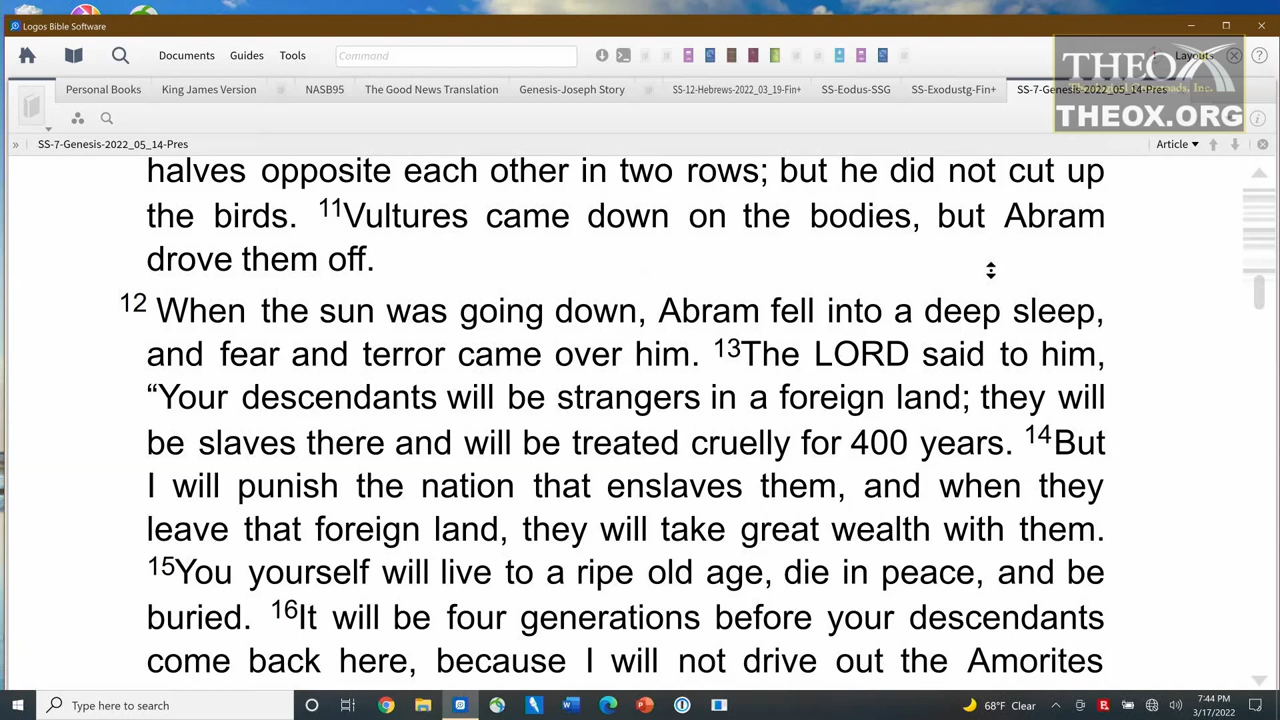 Logos Bible Software
Documents Guides Tools Command Layouts
Personal Books King James Version NASB95 The Good News Translation Genesis-Joseph Story SS-12-Hebrews-2022_03_19-Fin+ SS-Eodus-SSG SS-Exodustg-Fin+ SS-7-Genesis-2022_05_14-Pres
THEOX
THEOX.ORG
SS-7-Genesis-2022_05_14-Pres Article
halves opposite each other in two rows; but he did not cut up
the birds. 11Vultures came down on the bodies, but Abram
drove them off.
12 When the sun was going down, Abram fell into a deep sleep,
and fear and terror came over him. 13The LORD said to him,
“Your descendants will be strangers in a foreign land; they will
be slaves there and will be treated cruelly for 400 years. 14But
I will punish the nation that enslaves them, and when they
leave that foreign land, they will take great wealth with them.
15You yourself will live to a ripe old age, die in peace, and be
buried. 16It will be four generations before your descendants
come back here, because I will not drive out the Amorites
Type here to search
68°F Clear
7:44 PM
3/17/2022